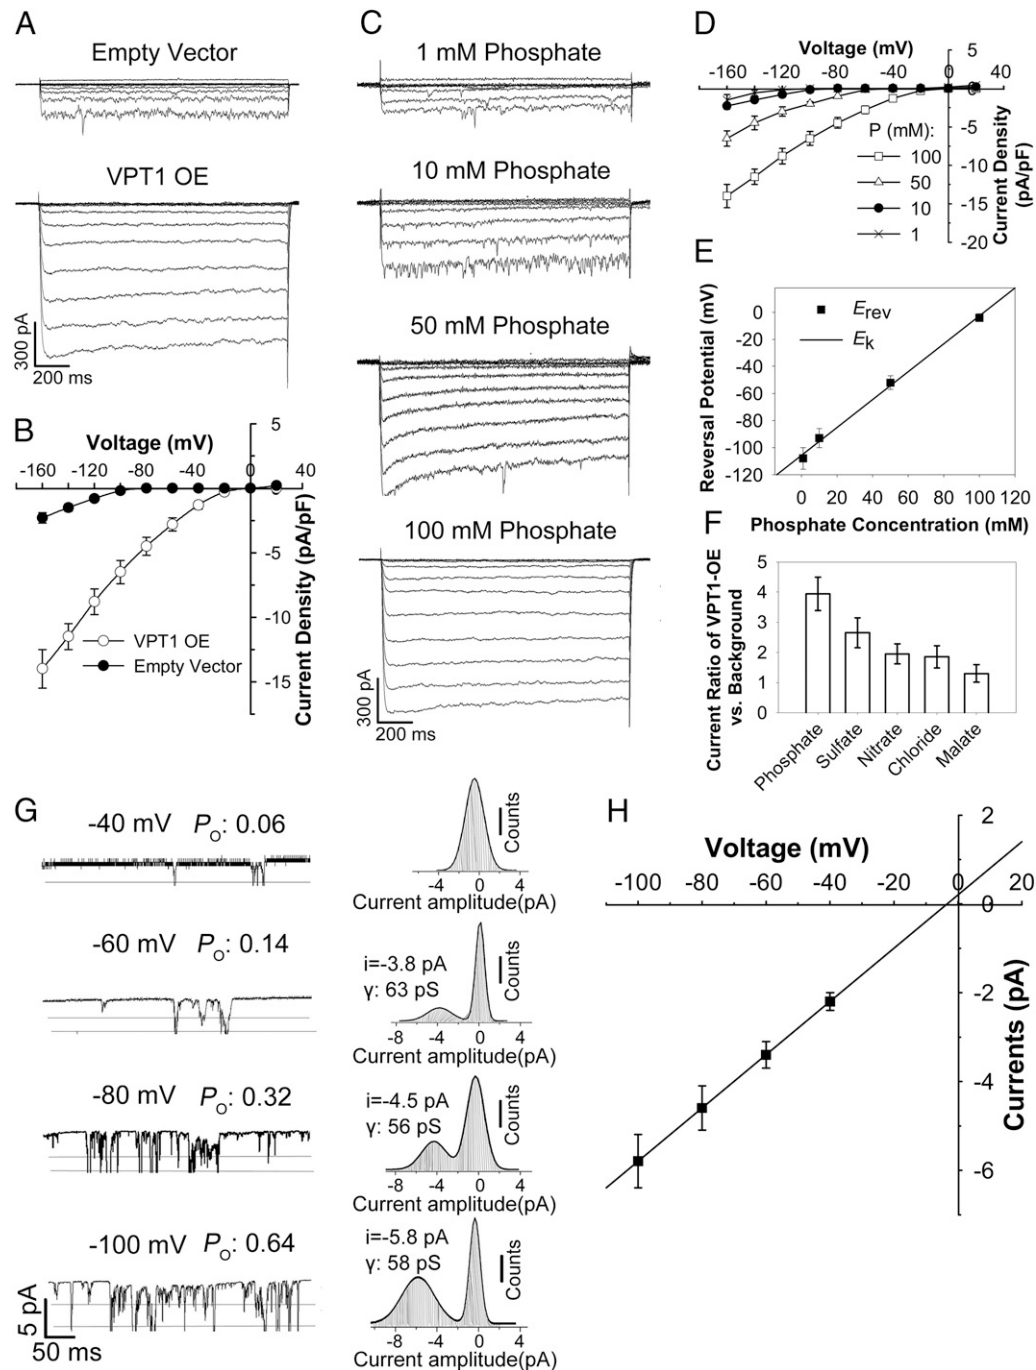 A
Empty Vector
VPT1 OE
300 pA
200 ms
B
Voltage (mV)
-160 -120 -80 -40 0 40
5
0
-5
-10
-15
Current Density (pA/pF)
VPT1 OE
Empty Vector
C
1 mM Phosphate
10 mM Phosphate
50 mM Phosphate
100 mM Phosphate
300 pA
200 ms
D
Voltage (mV)
-160 -120 -80 -40 0 40
5
0
-5
-10
-15
-20
Current Density
(pA/pF)
P (mM):
100
50
10
1
E
Reversal Potential (mV)
0
-20
-40
-60
-80
-100
-120
Erev
Ek
0 20 40 60 80 100 120
Phosphate Concentration (mM)
F
Current Ratio of VPT1-OE
vs. Background
5
4
3
2
1
0
Phosphate
Sulfate
Nitrate
Chloride
Malate
G
-40 mV PO: 0.06
Counts
-4 0 4
Current amplitude(pA)
-60 mV PO: 0.14
i=-3.8 pA
γ: 63 pS
Counts
-8 -4 0 4
Current amplitude(pA)
-80 mV PO: 0.32
i=-4.5 pA
γ: 56 pS
Counts
-8 -4 0 4
Current amplitude(pA)
-100 mV PO: 0.64
i=-5.8 pA
γ: 58 pS
Counts
-8 -4 0 4
Current amplitude(pA)
5 pA
50 ms
H
Voltage (mV)
-100 -80 -60 -40 0 20
2
0
-2
-4
-6
Currents (pA)